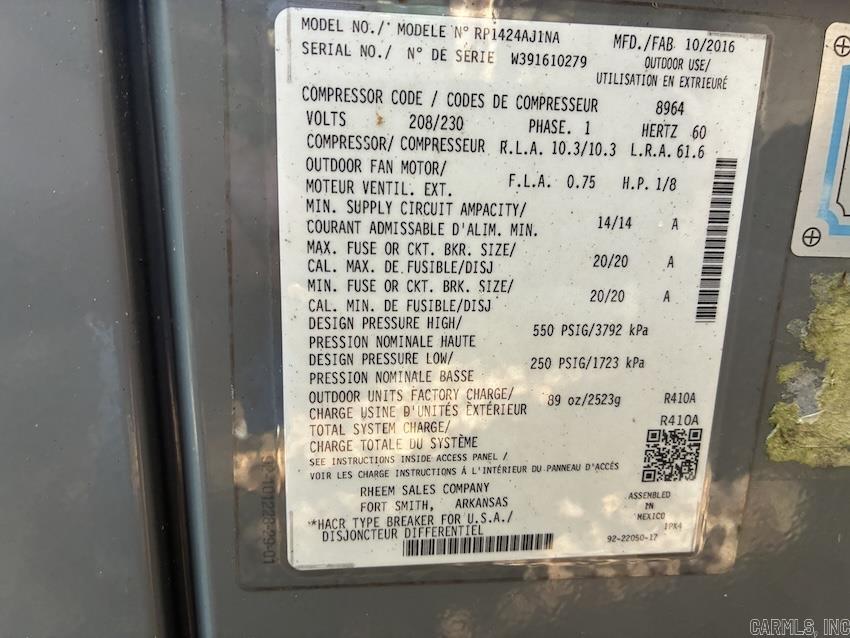 MODEL NO./* MODELE N° RP1424AJ1NA MFD./FAB 10/2016
SERIAL NO./ N° DE SÉRIE W391610279 OUTDOOR USE/
UTILISATION EN EXTRIEURÉ
COMPRESSOR CODE / CODES DE COMPRESSEUR 8964
VOLTS 208/230 PHASE. 1 HERTZ 60
COMPRESSOR/ COMPRESSEUR R.L.A. 10.3/10.3 L.R.A. 61.6
OUTDOOR FAN MOTOR/
MOTEUR VENTIL. EXT. F.L.A. 0.75 H.P. 1/8
MIN. SUPPLY CIRCUIT AMPACITY/
COURANT ADMISSABLE D'ALIM. MIN. 14/14 A
MAX. FUSE OR CKT. BKR. SIZE/
CAL. MAX. DE FUSIBLE/DISJ 20/20 A
MIN. FUSE OR CKT. BRK. SIZE/
CAL. MIN. DE FUSIBLE/DISJ 20/20 A
DESIGN PRESSURE HIGH/
PRESSION NOMINALE HAUTE 550 PSIG/3792 kPa
DESIGN PRESSURE LOW/
PRESSION NOMINALE BASSE 250 PSIG/1723 kPa
OUTDOOR UNITS FACTORY CHARGE/
CHARGE USINE D'UNITÉS EXTÉRIEUR 89 oz/2523g R410A
TOTAL SYSTEM CHARGE/ R410A
CHARGE TOTALE DU SYSTÈME
SEE INSTRUCTIONS INSIDE ACCESS PANEL /
VOIR LES CHARGE INSTRUCTIONS Á L'INTÉRIEUR DU PANNEAU D'ACCÈS
RHEEM SALES COMPANY
FORT SMITH, ARKANSAS
ASSEMBLED
IN
MEXICO
IPX4
*HACR TYPE BREAKER FOR U.S.A./
DISJONCTEUR DIFFERENTIEL
92-22050-17
CARMLS, INC